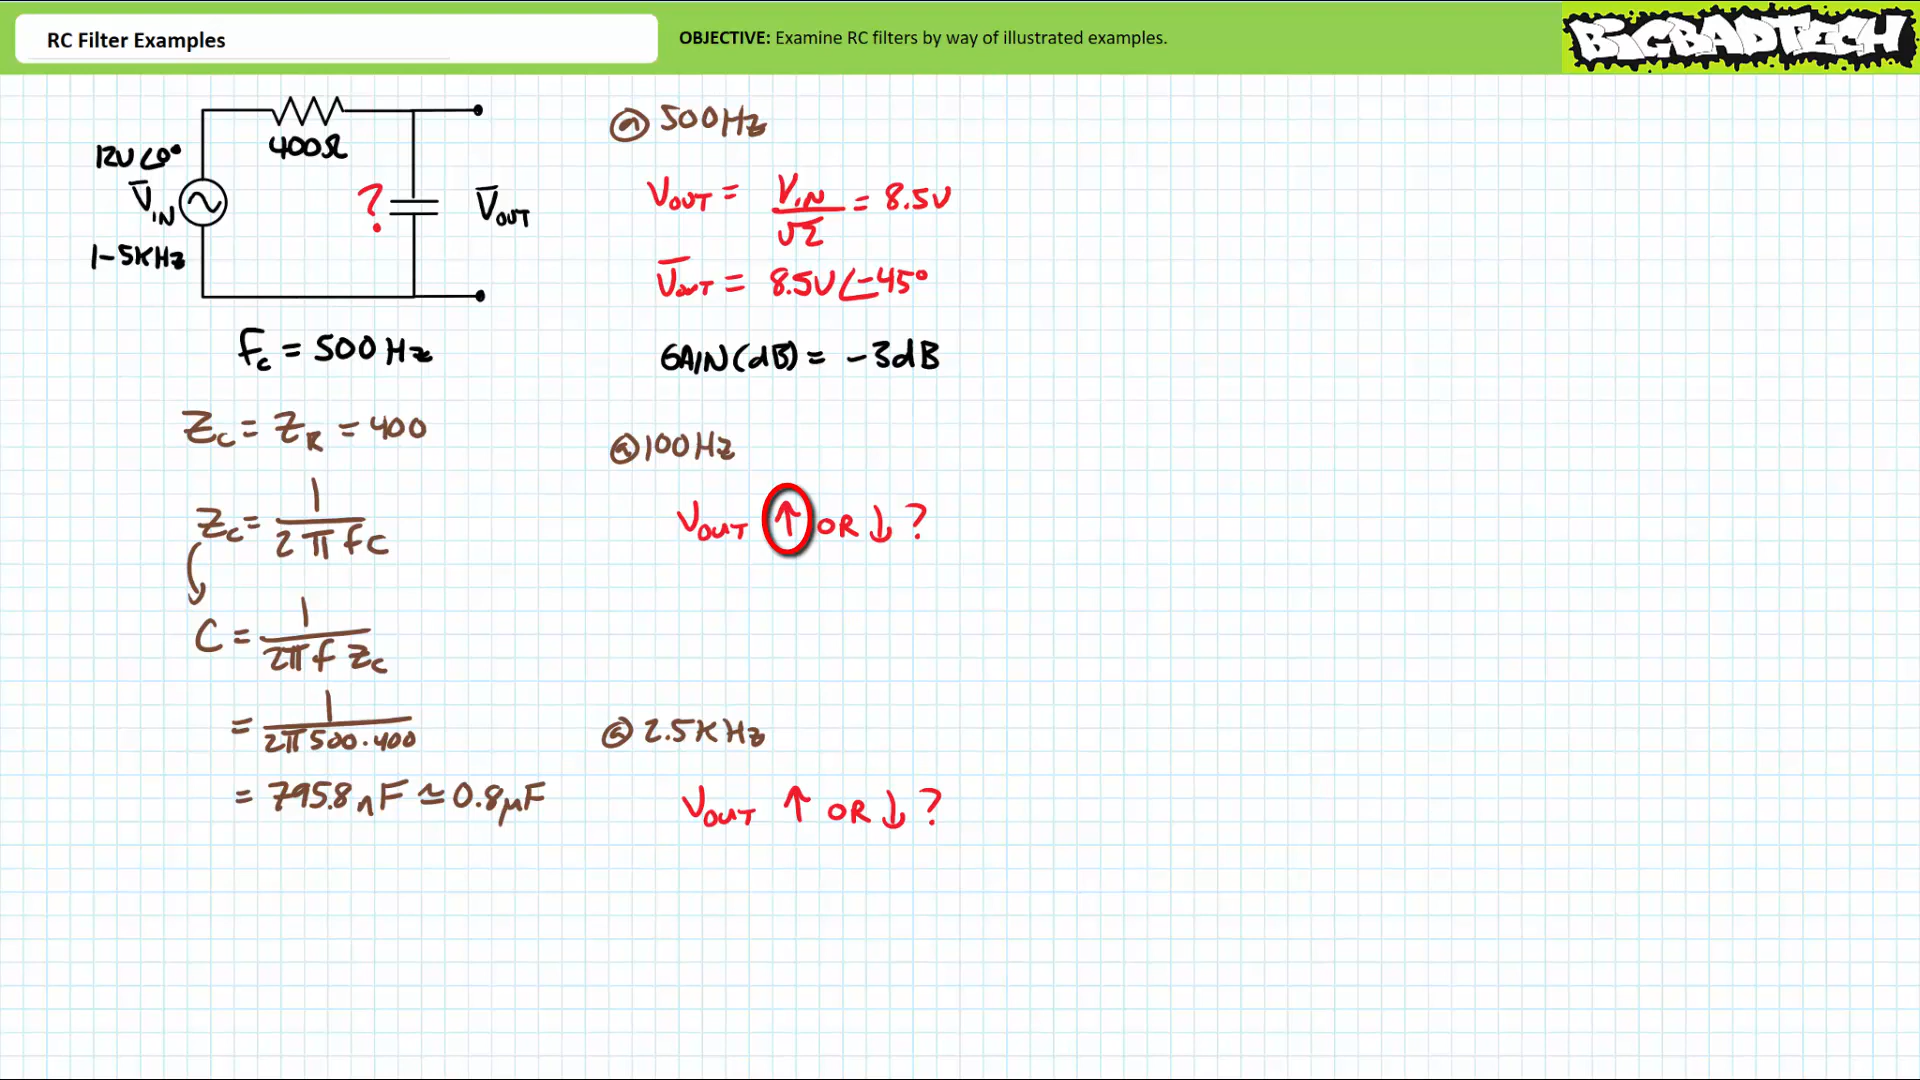 RC Filter Examples
OBJECTIVE: Examine RC filters by way of illustrated examples.
BIGBADTECH
400Ω
12V∠0°
V̅IN
1-5KHz
?
V̅OUT
Fc = 500 Hz
Zc = ZR = 400
Zc = 1/(2πfC)
C = 1/(2πf Zc)
= 1/(2π500·400)
= 795.8nF ≃ 0.8μF
@ 500Hz
VOUT = VIN/√2 = 8.5V
V̅OUT = 8.5V∠-45°
GAIN(dB) = -3dB
@ 100Hz
VOUT ↑ OR ↓ ?
@ 2.5KHz
VOUT ↑ OR ↓ ?